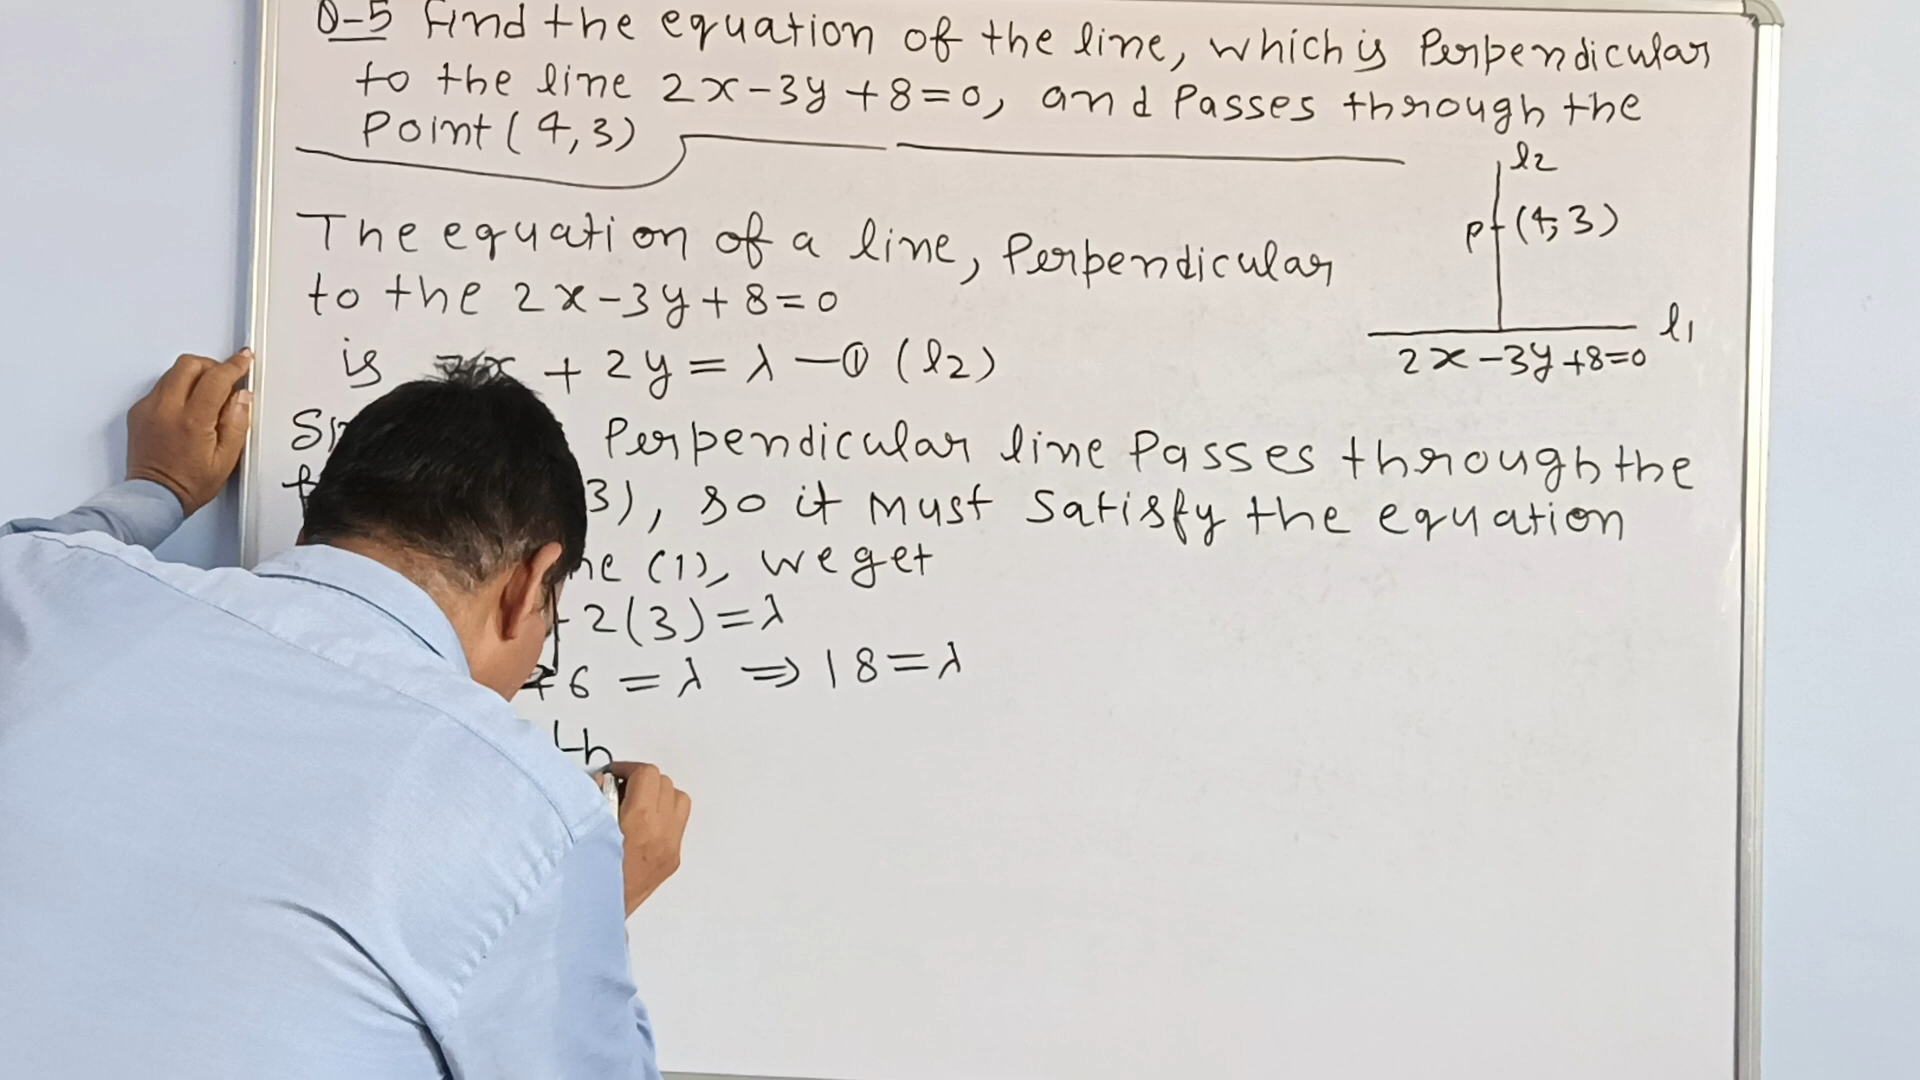 Q-5 Find the equation of the line, which is Perpendicular
to the line 2x-3y+8=0, and Passes through the
Point (4,3)
l2
P (4,3)
l1
2x-3y+8=0
The equation of a line, Perpendicular
to the 2x-3y+8=0
is + 2y = λ —① (l2)
Perpendicular line Passes through the
3), so it must satisfy the equation
(1), we get
2(3)=λ
+6 = λ ⇒ 18=λ